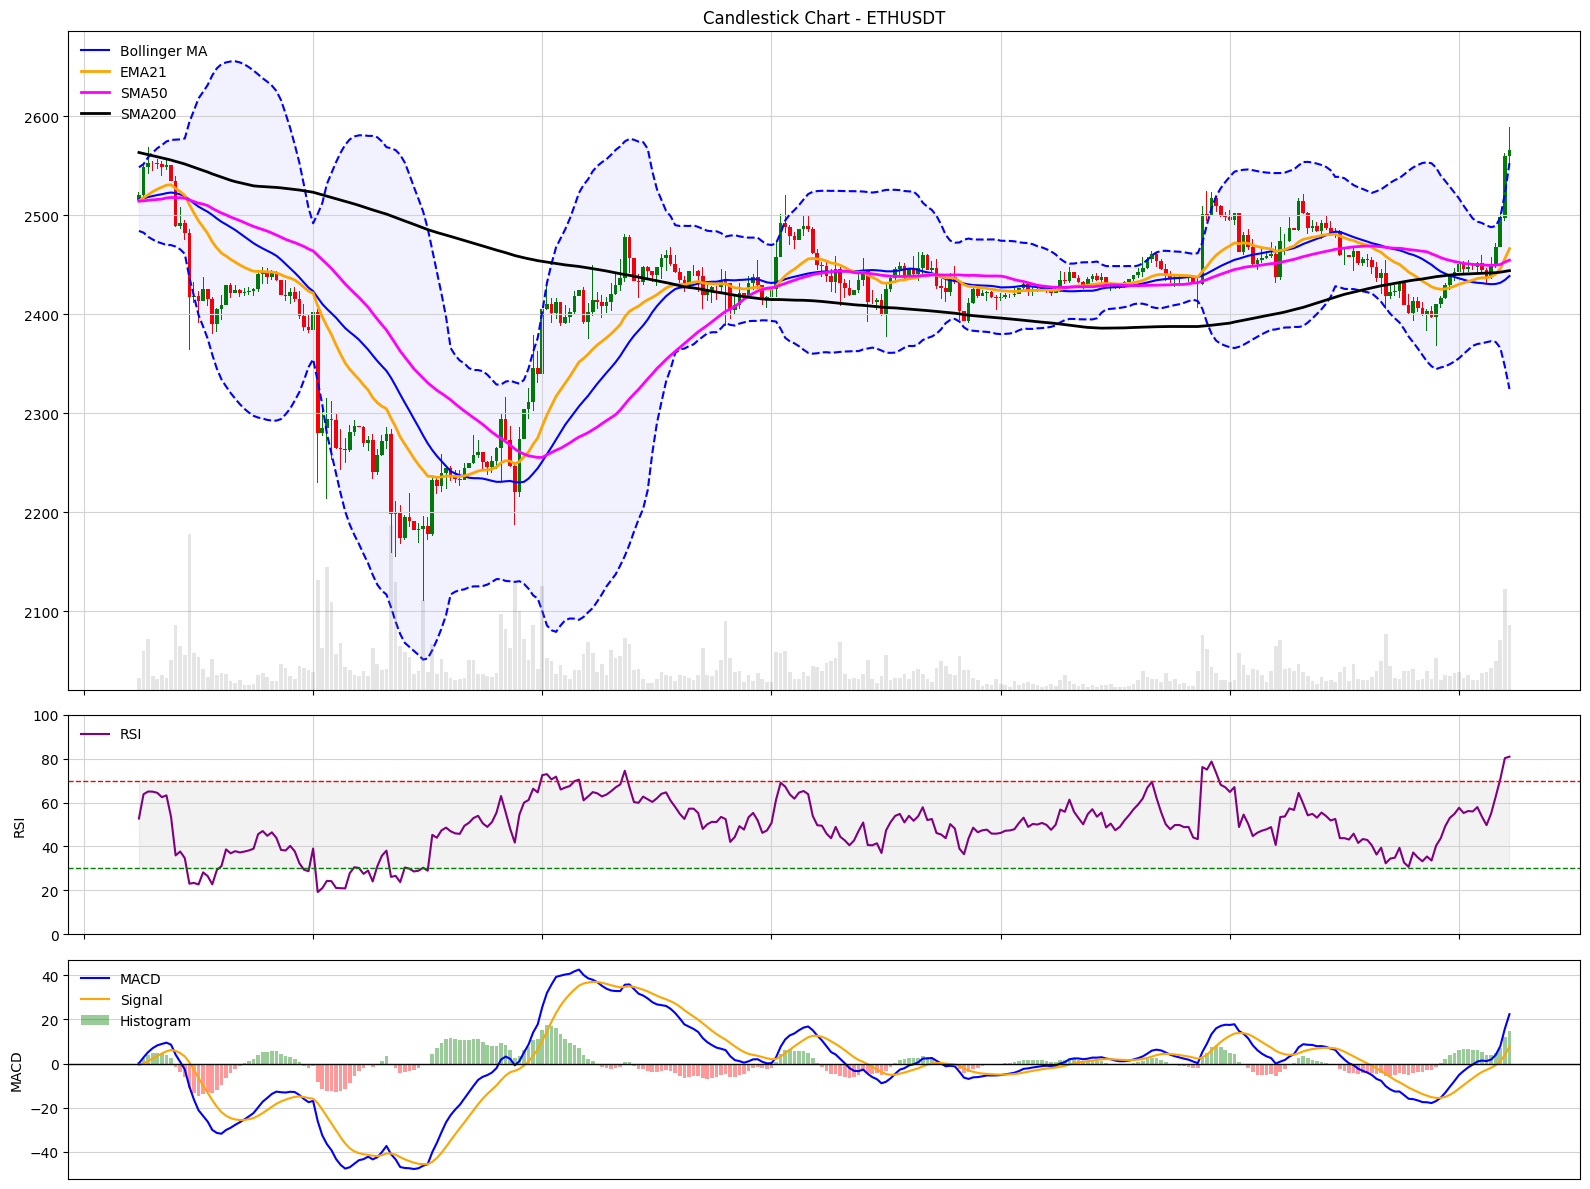 Candlestick Chart - ETHUSDT
Bollinger MA
EMA21
SMA50
SMA200
2600
2500
2400
2300
2200
2100
RSI
100
80
60
40
20
0
RSI
MACD
Signal
Histogram
40
20
0
−20
−40
MACD